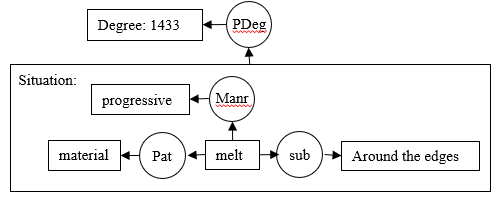 Degree: 1433 PDeg
Situation:
progressive Manr
material Pat melt sub Around the edges